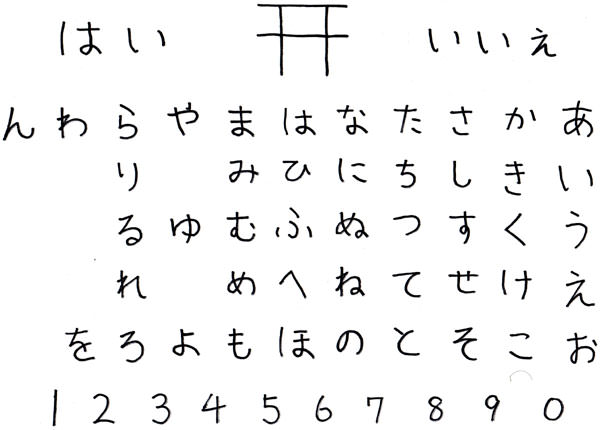 はい いいえ
ん わ ら や ま は な た さ か あ
り み ひ に ち し き い
る ゆ む ふ ぬ つ す く う
れ め へ ね て せ け え
を ろ よ も ほ の と そ こ お
1 2 3 4 5 6 7 8 9 0